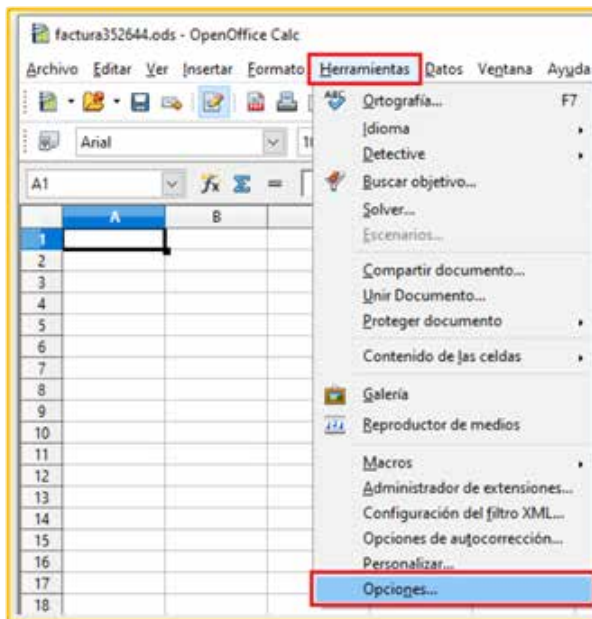 factura352644.ods - OpenOffice Calc
Archivo Editar Ver Insertar Formato Herramientas Datos Ventana Ayuda
ABC Ortografía... F7
Idioma
Arial
Detective
A1
Buscar objetivo...
Solver...
Escenarios...
A B
1
2
3
4
5
6
7
8
9
10
11
12
13
14
15
16
17
18
Compartir documento...
Unir Documento...
Proteger documento
Contenido de las celdas
Galería
Reproductor de medios
Macros
Administrador de extensiones...
Configuración del filtro XML...
Opciones de autocorrección...
Personalizar...
Opciones...